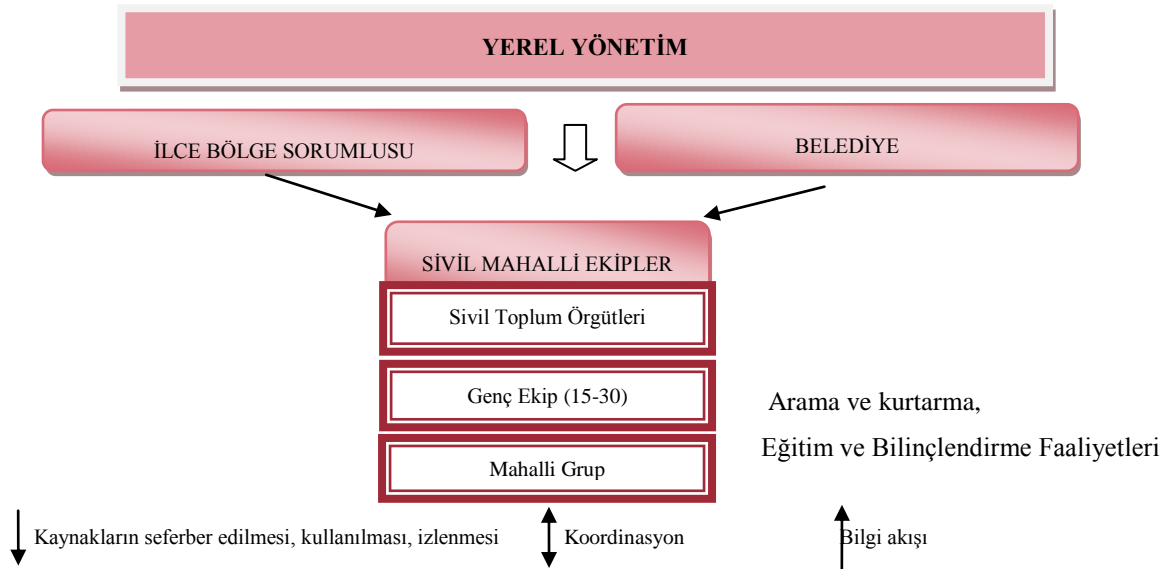 YEREL YÖNETİM
İLCE BÖLGE SORUMLUSU
BELEDİYE
SİVİL MAHALLİ EKİPLER
Sivil Toplum Örgütleri
Genç Ekip (15-30)
Mahalli Grup
Arama ve kurtarma,
Eğitim ve Bilinçlendirme Faaliyetleri
Kaynakların seferber edilmesi, kullanılması, izlenmesi
Koordinasyon
Bilgi akışı